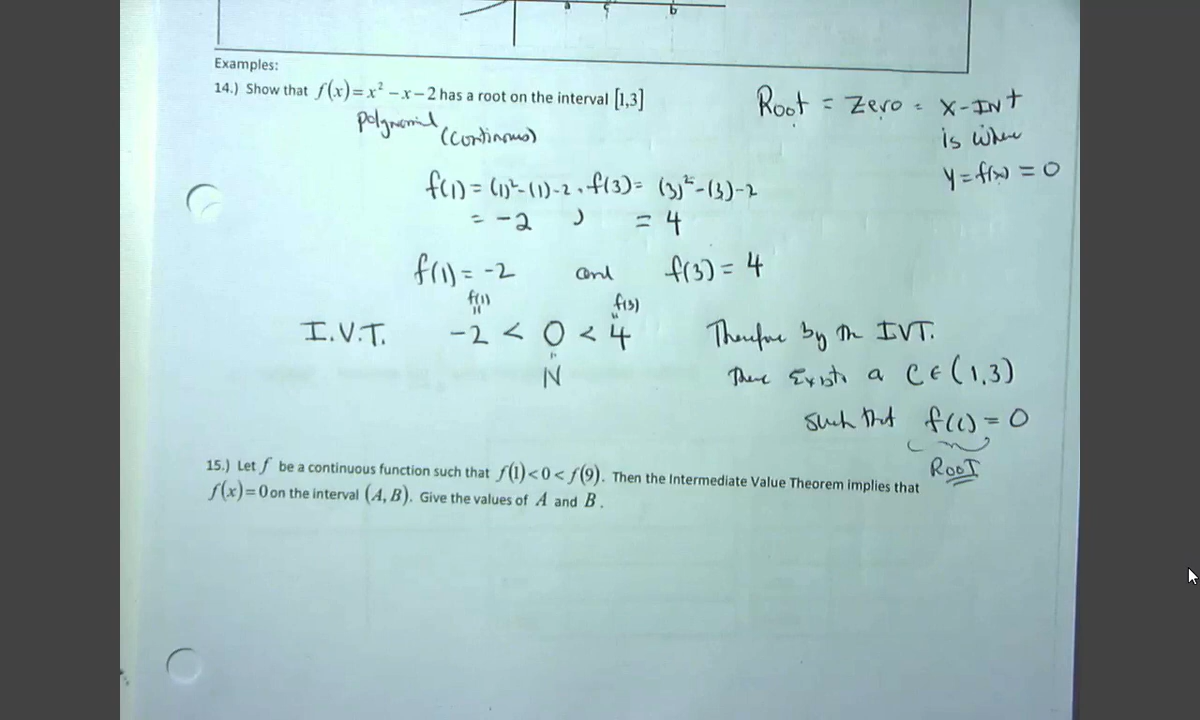 a c b
Examples:
14.) Show that f(x)=x²-x-2 has a root on the interval [1,3]
Root = Zero = x-INT
is where
y=f(x) = 0
polynomial (continuous)
f(1) = (1)²-(1)-2 , f(3)= (3)²-(3)-2
= -2 , = 4
f(1) = -2 and f(3) = 4
f(1) f(3)
I.V.T. -2 < 0 < 4
N
Therefore by the IVT.
There Exists a C ∈ (1,3)
such that f(c) = 0
Root
15.) Let f be a continuous function such that f(1)<0<f(9). Then the Intermediate Value Theorem implies that
f(x)=0 on the interval (A,B). Give the values of A and B.